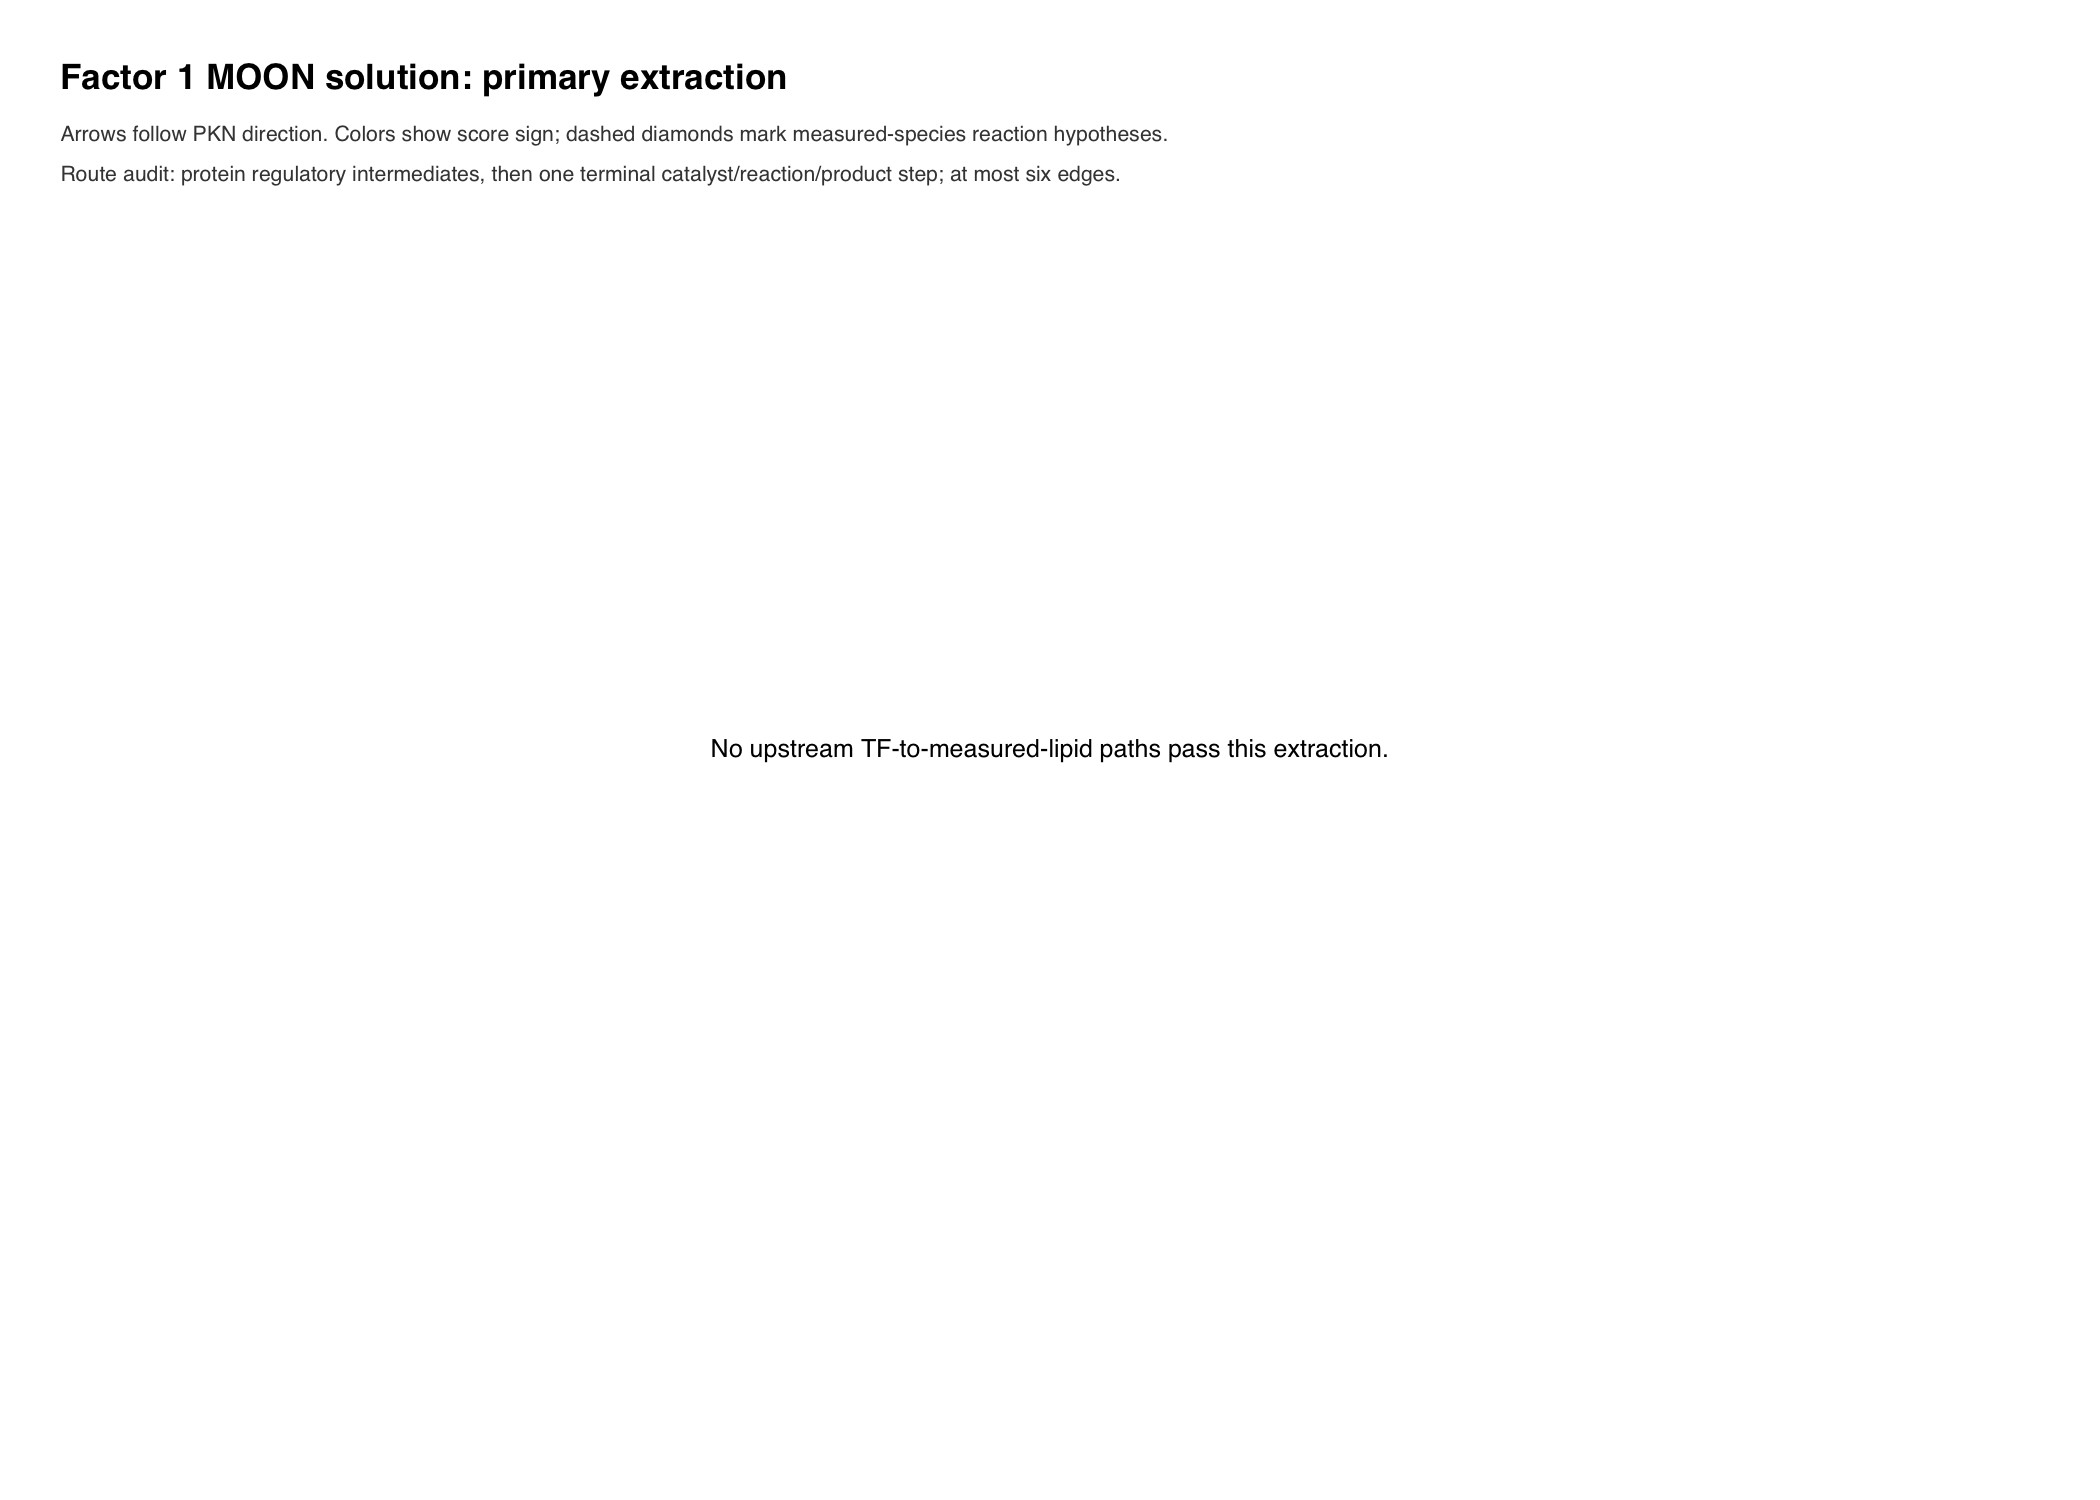 Factor 1 MOON solution: primary extraction
Arrows follow PKN direction. Colors show score sign; dashed diamonds mark measured-species reaction hypotheses.
Route audit: protein regulatory intermediates, then one terminal catalyst/reaction/product step; at most six edges.
No upstream TF-to-measured-lipid paths pass this extraction.